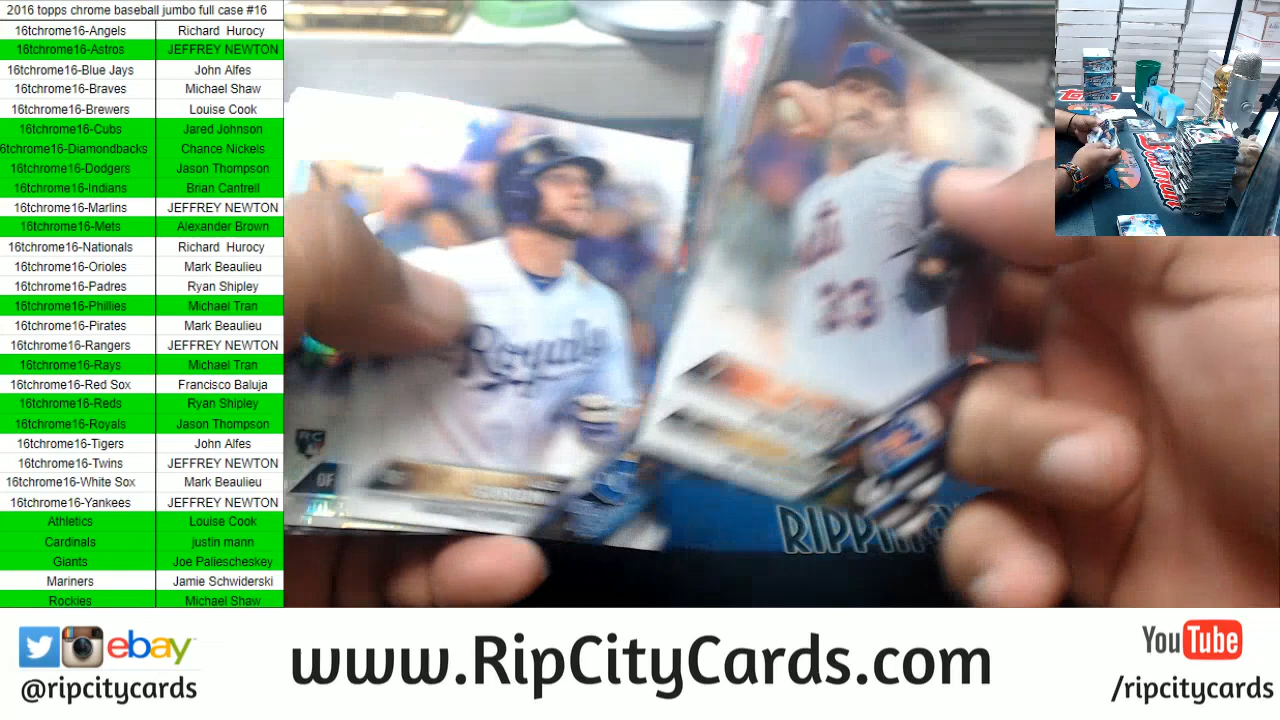 2016 topps chrome baseball jumbo full case #16
16tchrome16-Angels Richard Hurocy
16tchrome16-Astros JEFFREY NEWTON
16tchrome16-Blue Jays John Alfes
16tchrome16-Braves Michael Shaw
16tchrome16-Brewers Louise Cook
16tchrome16-Cubs Jared Johnson
6tchrome16-Diamondbacks Chance Nickels
16tchrome16-Dodgers Jason Thompson
16tchrome16-Indians Brian Cantrell
16tchrome16-Marlins JEFFREY NEWTON
16tchrome16-Mets Alexander Brown
16tchrome16-Nationals Richard Hurocy
16tchrome16-Orioles Mark Beaulieu
16tchrome16-Padres Ryan Shipley
16tchrome16-Phillies Michael Tran
16tchrome16-Pirates Mark Beaulieu
16tchrome16-Rangers JEFFREY NEWTON
16tchrome16-Rays Michael Tran
16tchrome16-Red Sox Francisco Baluja
16tchrome16-Reds Ryan Shipley
16tchrome16-Royals Jason Thompson
16tchrome16-Tigers John Alfes
16tchrome16-Twins JEFFREY NEWTON
16tchrome16-White Sox Mark Beaulieu
16tchrome16-Yankees JEFFREY NEWTON
Athletics Louise Cook
Cardinals justin mann
Giants Joe Paliescheskey
Mariners Jamie Schwiderski
Rockies Michael Shaw
Royals
OF
33
RIPP
Topps
Bowman
ebay
@ripcitycards
www.RipCityCards.com
YouTube
/ripcitycards